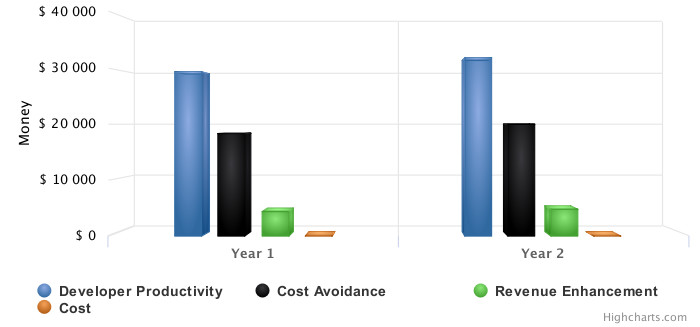 $ 40 000
$ 30 000
$ 20 000
$ 10 000
$ 0
Money
Year 1
Year 2
Developer Productivity
Cost Avoidance
Revenue Enhancement
Cost
Highcharts.com